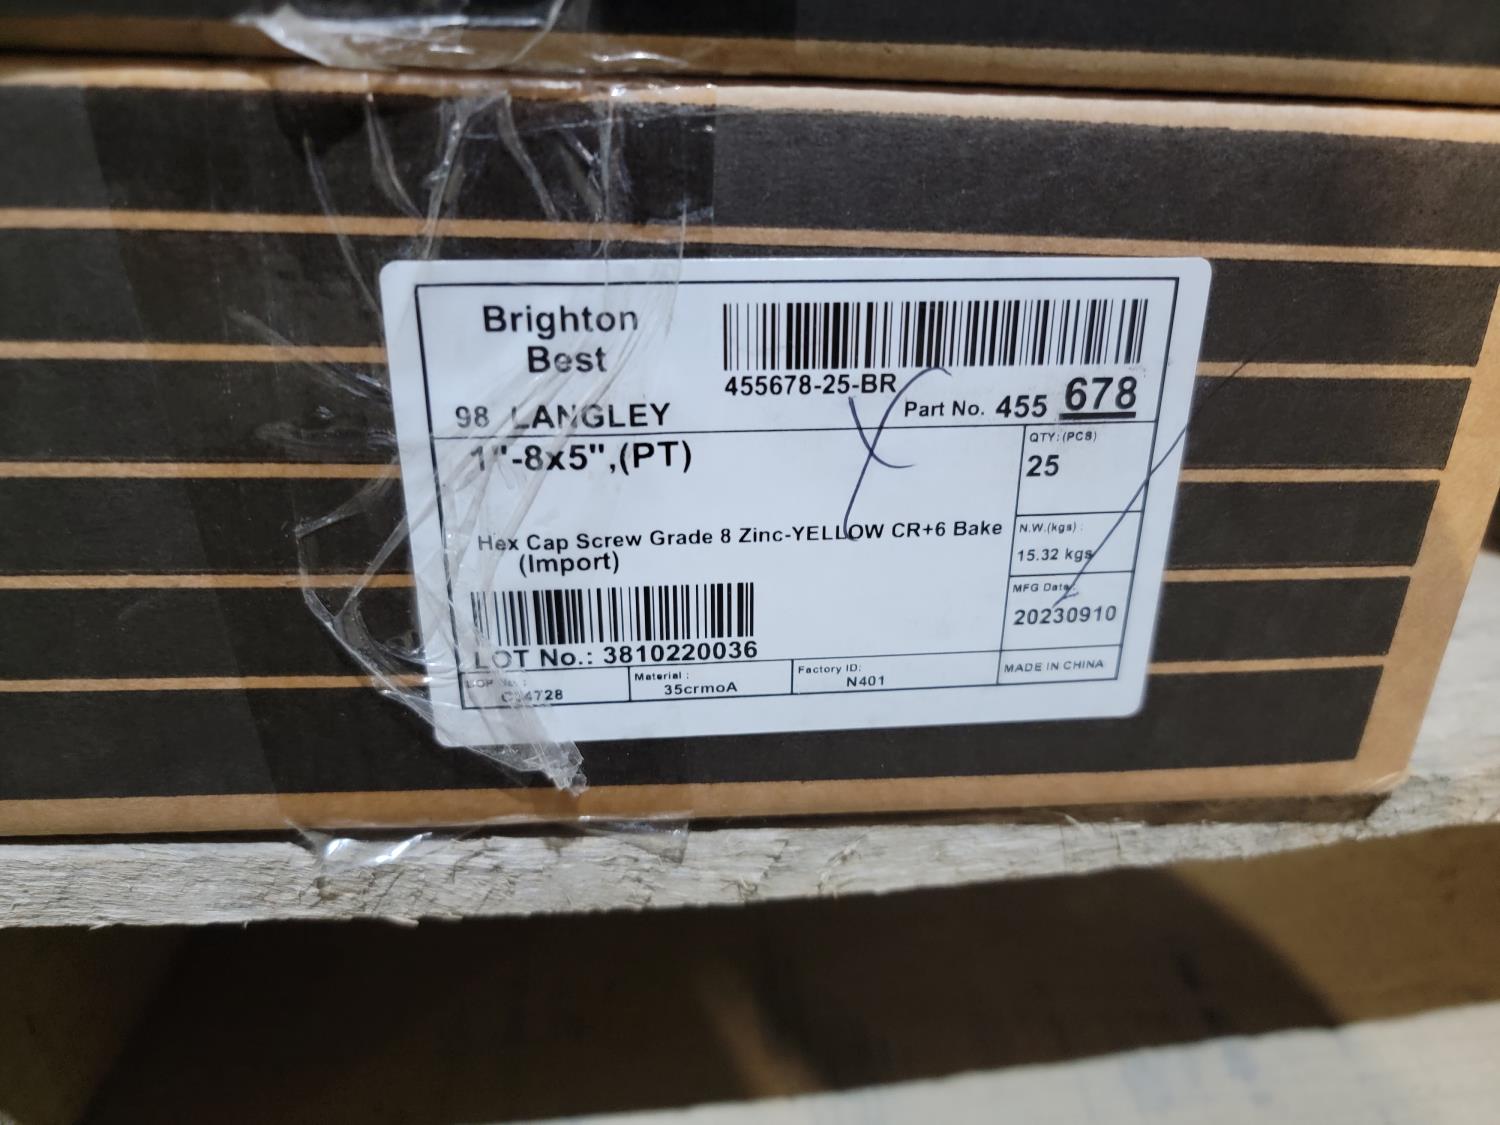 Brighton
Best
455678-25-BR
98 LANGLEY
Part No. 455 678
1"-8x5",(PT)
QTY:(PCS)
25
Hex Cap Screw Grade 8 Zinc-YELLOW CR+6 Bake
(Import)
N.W.(kgs) :
15.32 kgs
MFG Date:
20230910
LOT No.: 3810220036
Material :
35crmoA
Factory ID:
N401
MADE IN CHINA